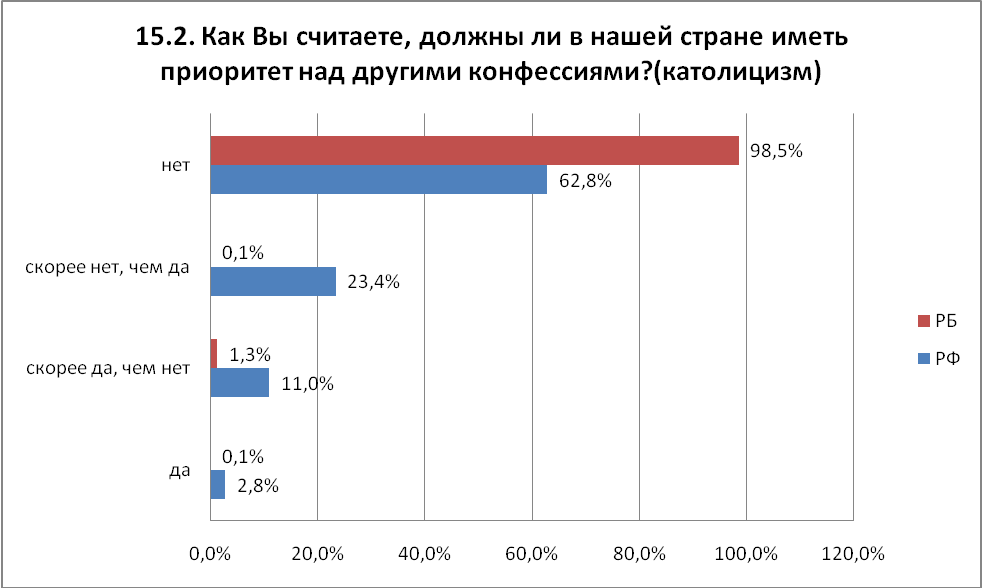 15.2. Как Вы считаете, должны ли в нашей стране иметь
приоритет над другими конфессиями?(католицизм)
нет
98,5%
62,8%
скорее нет, чем да
0,1%
23,4%
скорее да, чем нет
1,3%
11,0%
да
0,1%
2,8%
РБ
РФ
0,0% 20,0% 40,0% 60,0% 80,0% 100,0% 120,0%